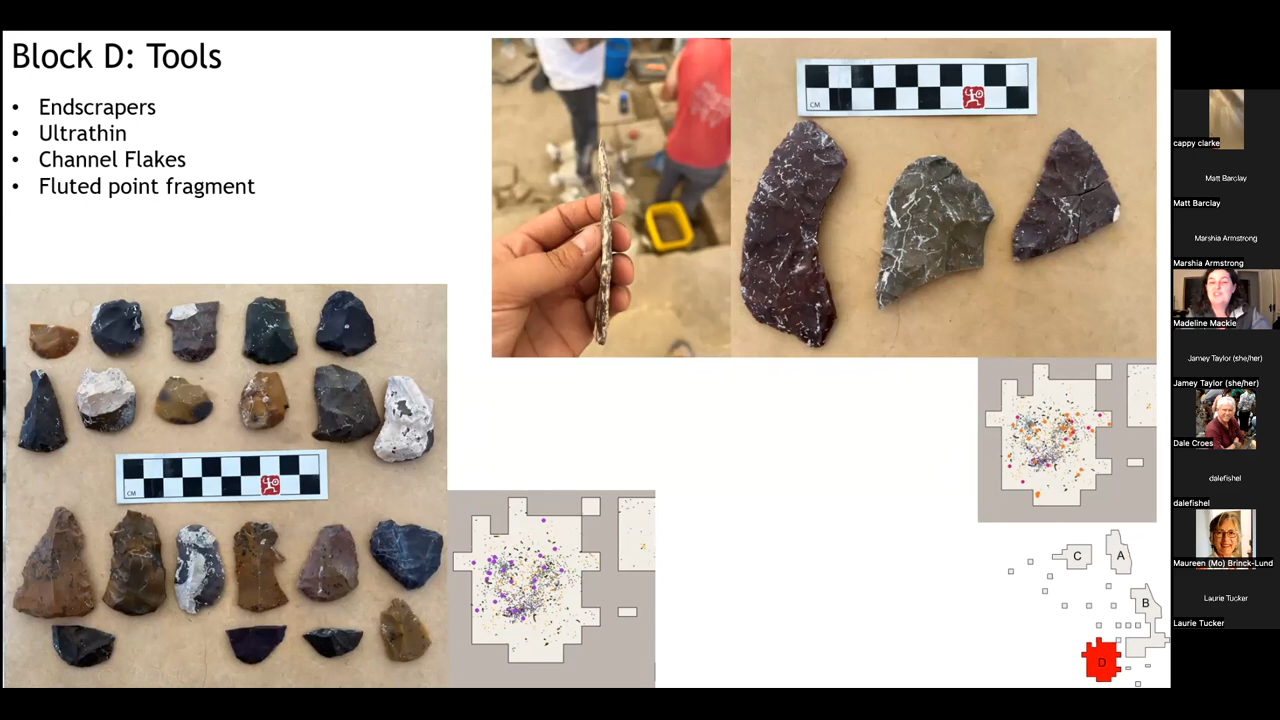 Block D: Tools
• Endscrapers
• Ultrathin
• Channel Flakes
• Fluted point fragment
CM
CM
C
A
B
D
cappy clarke
Matt Barclay
Matt Barclay
Marshia Armstrong
Marshia Armstrong
Madeline Mackie
Jamey Taylor (she/her)
Jamey Taylor (she/her)
Dale Croes
dalefishel
dalefishel
Maureen (Mo) Brinck-Lund
Laurie Tucker
Laurie Tucker